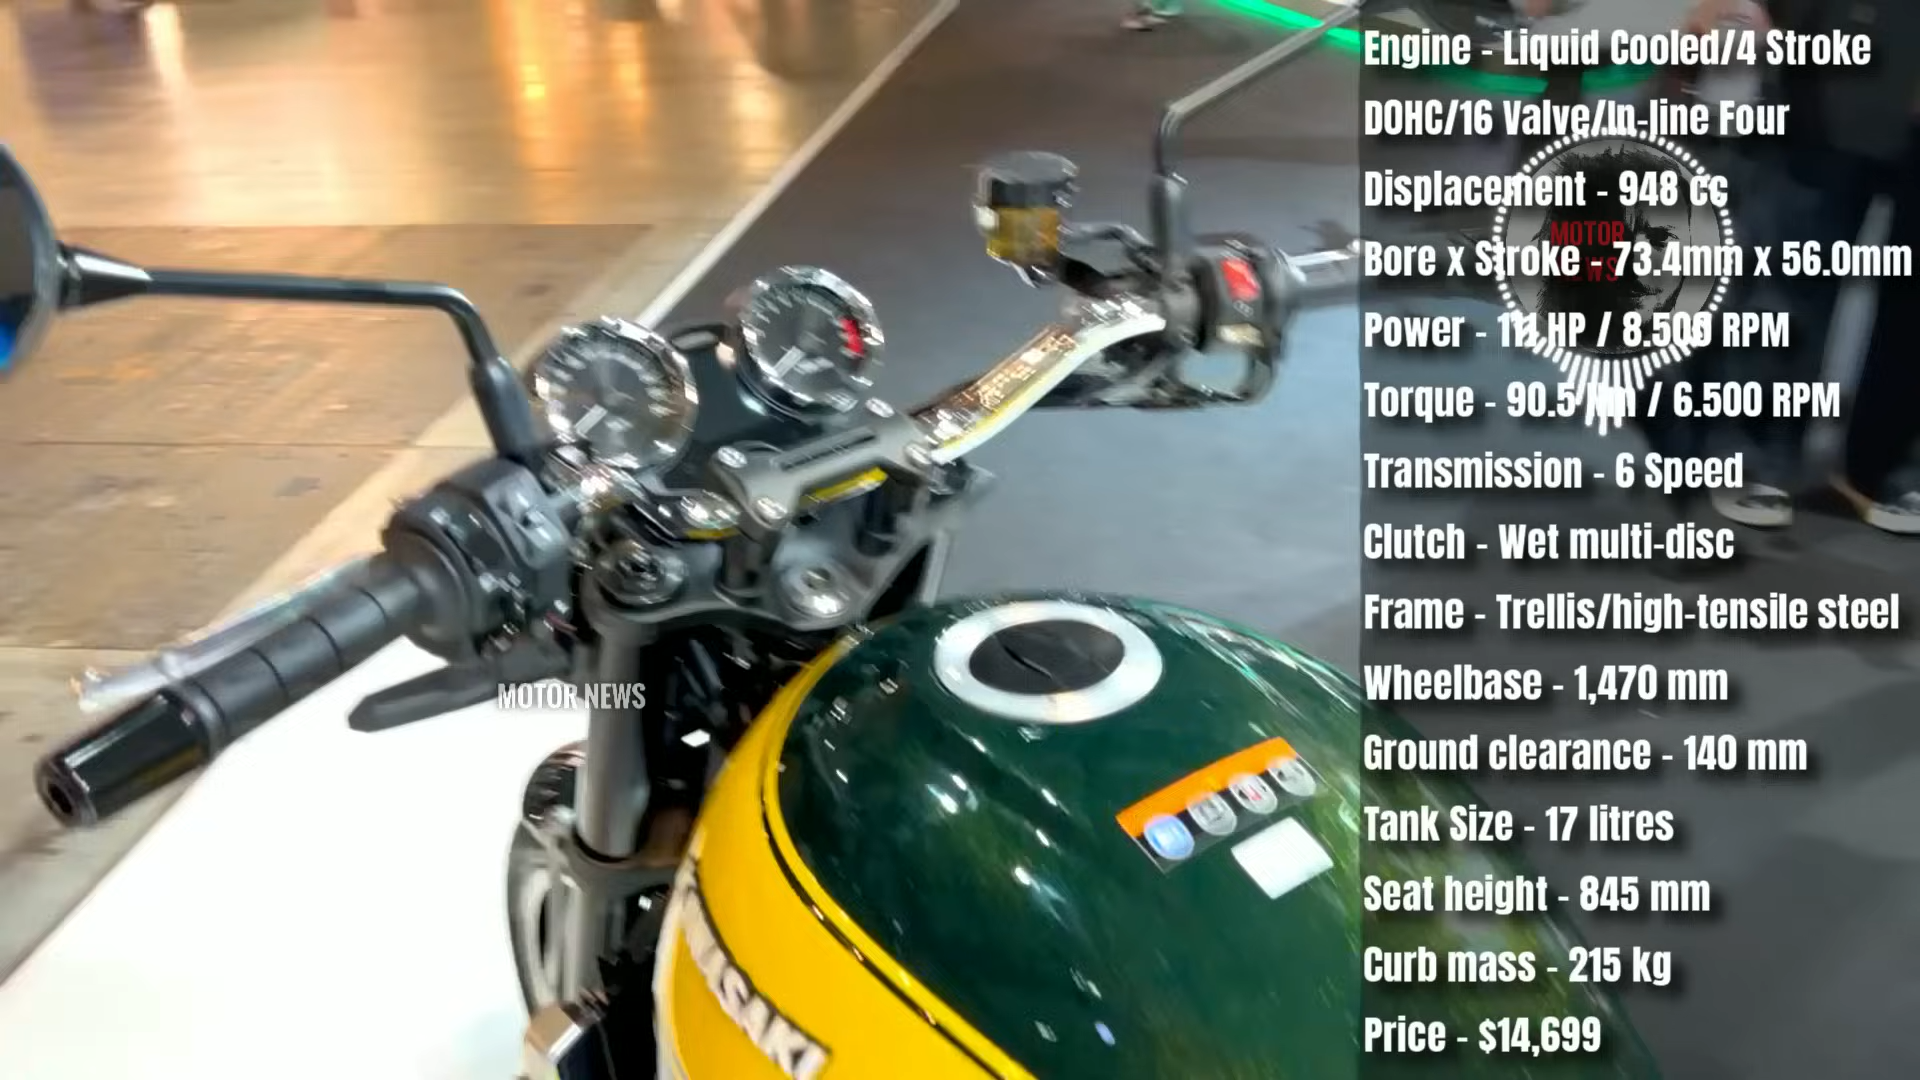 Engine - Liquid Cooled/4 Stroke
DOHC/16 Valve/In-line Four
Displacement - 948 cc
Bore x Stroke - 73.4mm x 56.0mm
Power - 111 HP / 8.500 RPM
Torque - 90.5 Nm / 6.500 RPM
Transmission - 6 Speed
Clutch - Wet multi-disc
Frame - Trellis/high-tensile steel
Wheelbase - 1,470 mm
Ground clearance - 140 mm
Tank Size - 17 litres
Seat height - 845 mm
Curb mass - 215 kg
Price - $14,699
MOTOR
NEWS
MOTOR NEWS
KAWASAKI